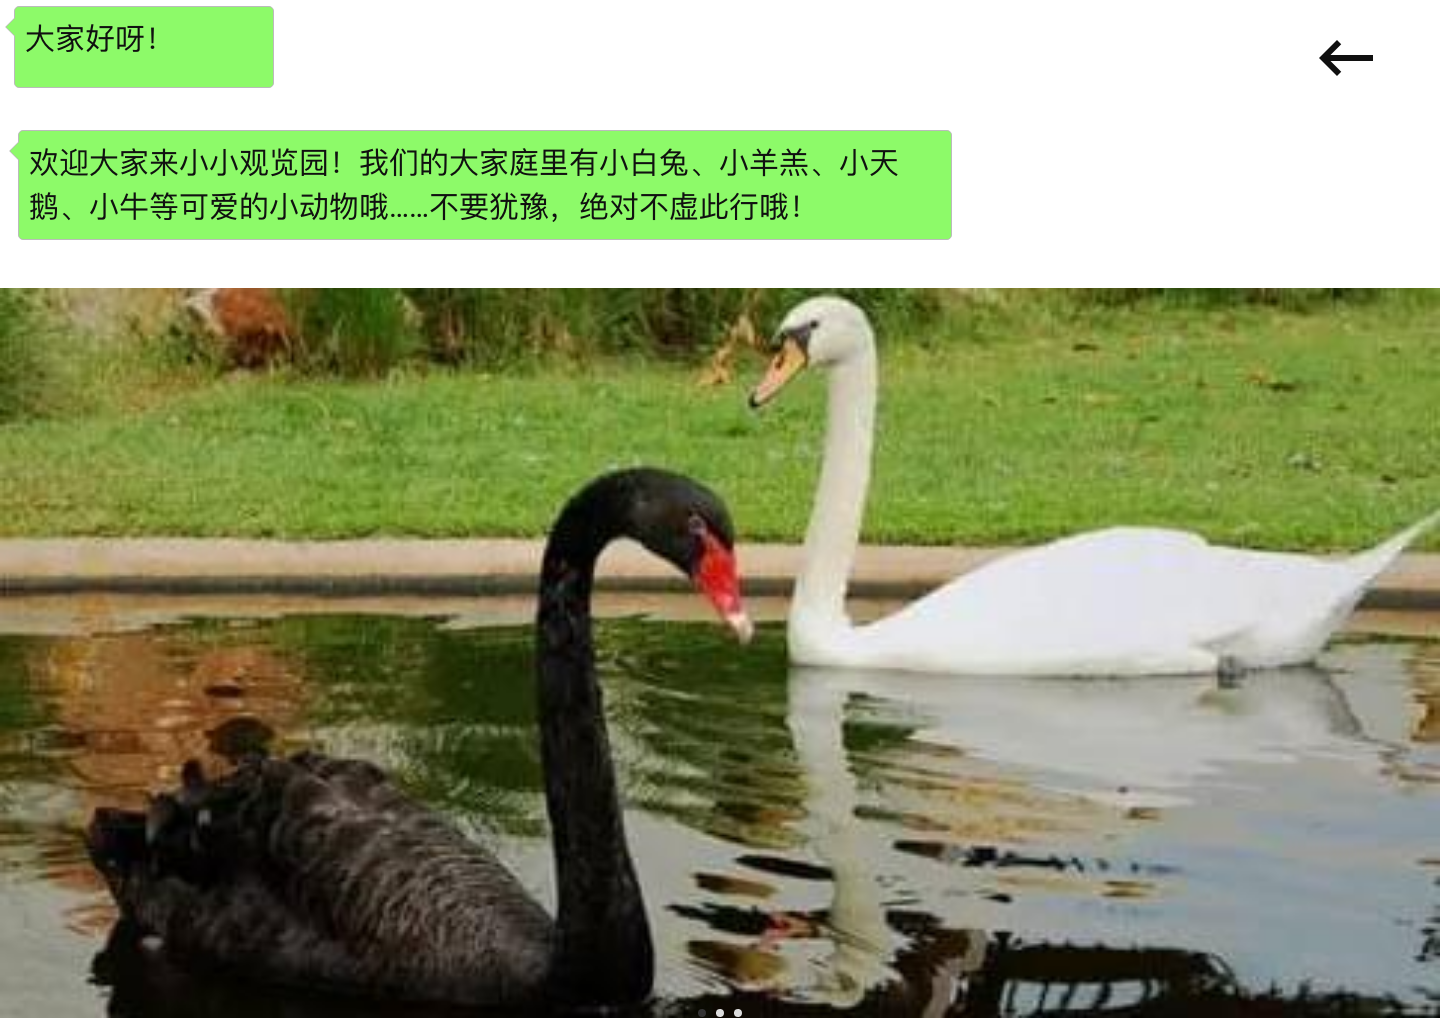 大家好呀！
欢迎大家来小小观览园！我们的大家庭里有小白兔、小羊羔、小天
鹅、小牛等可爱的小动物哦……不要犹豫，绝对不虚此行哦！